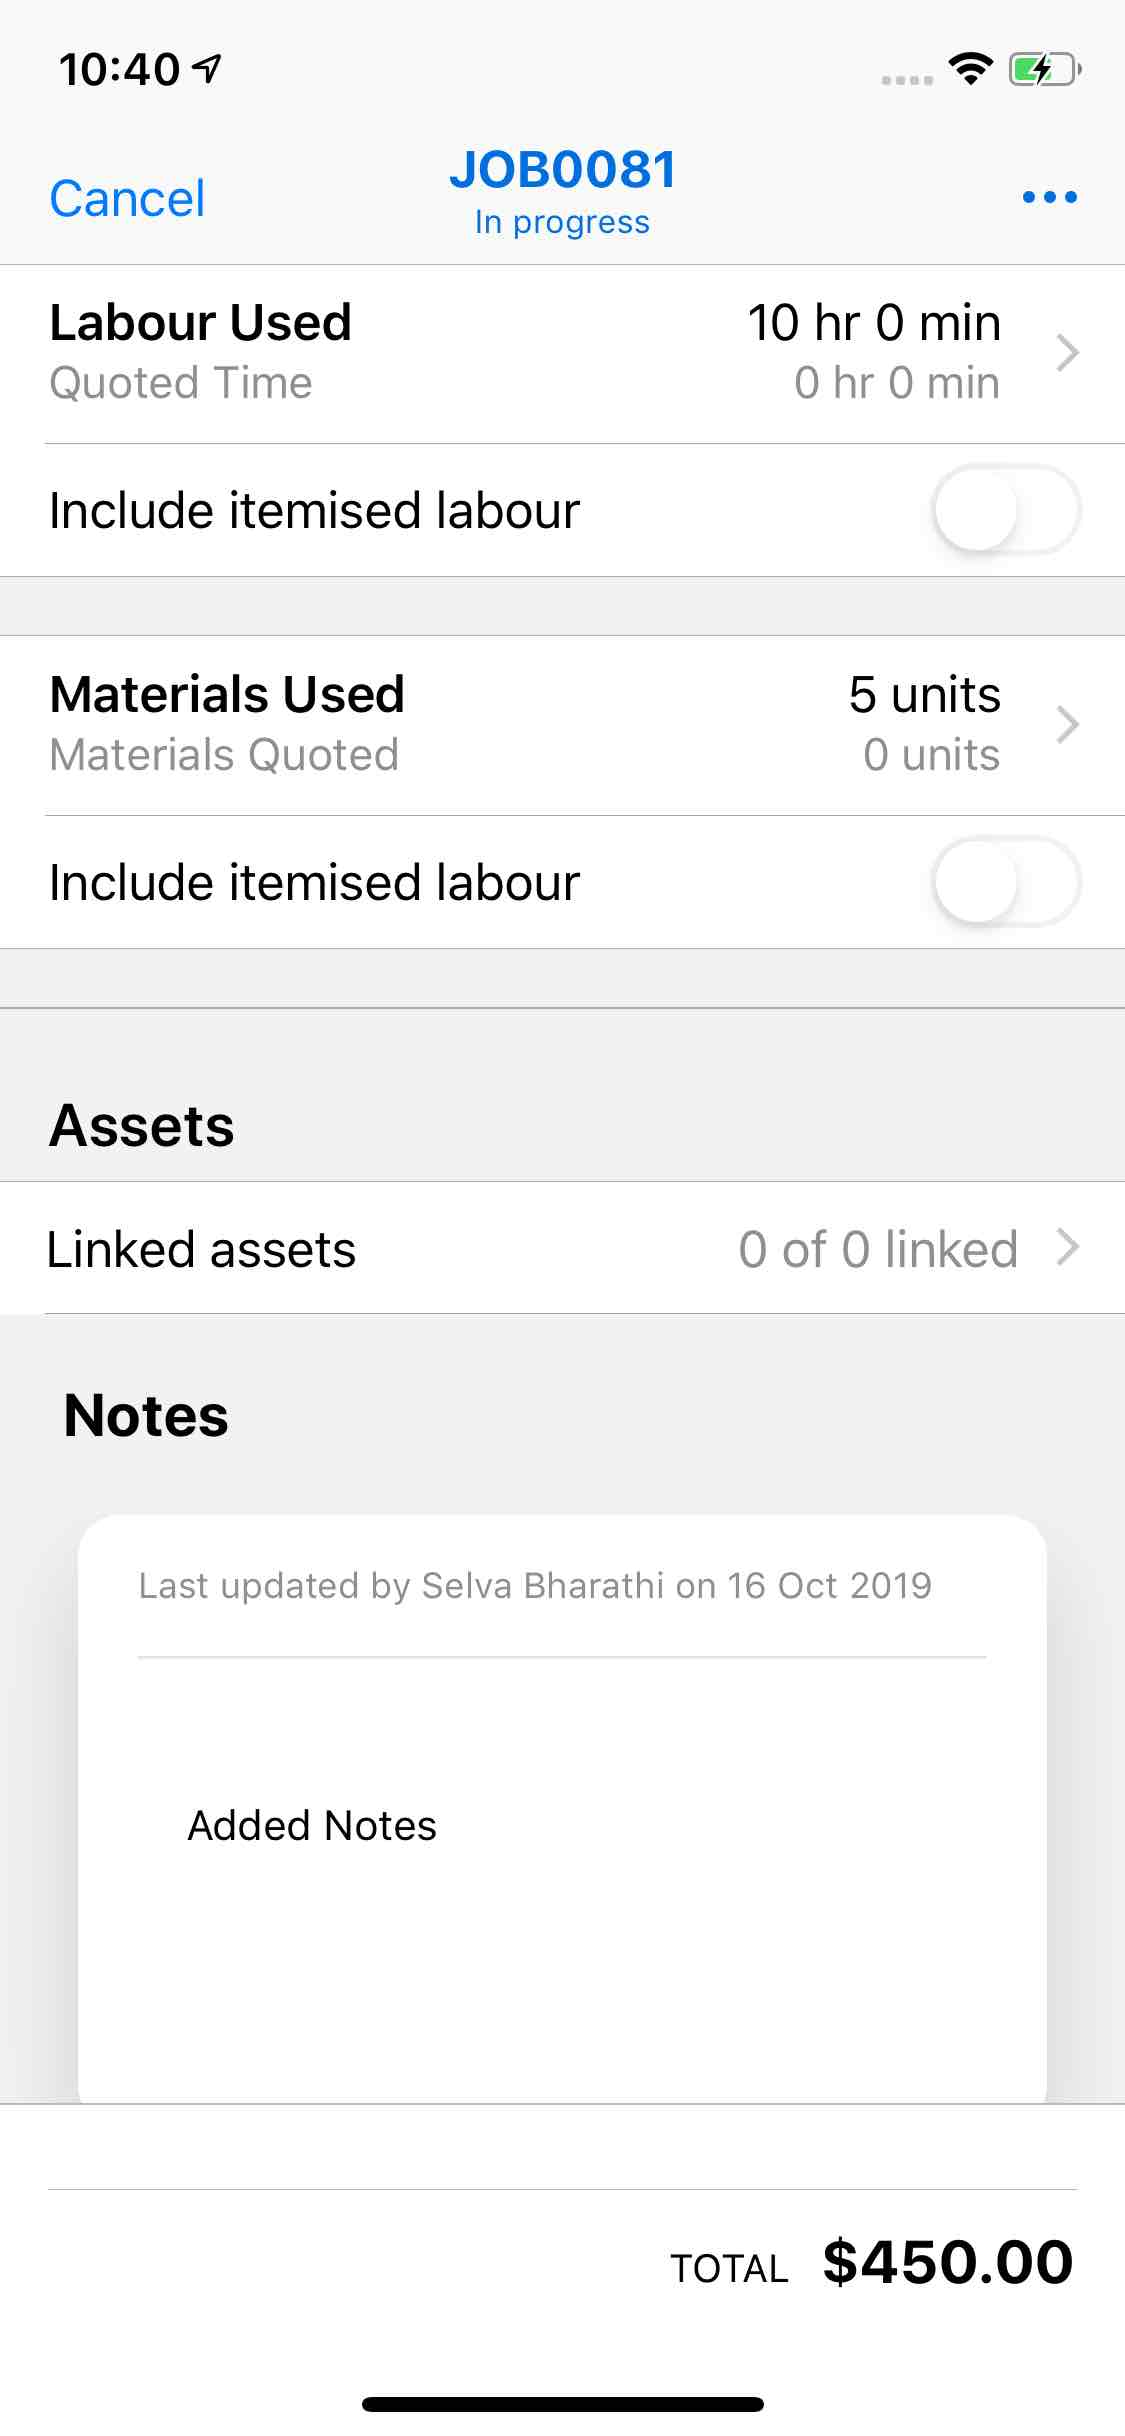 10:40
Cancel
JOB0081
In progress
Labour Used
10 hr 0 min
Quoted Time
0 hr 0 min
Include itemised labour
Materials Used
5 units
Materials Quoted
0 units
Include itemised labour
Assets
Linked assets
0 of 0 linked
Notes
Last updated by Selva Bharathi on 16 Oct 2019
Added Notes
TOTAL $450.00